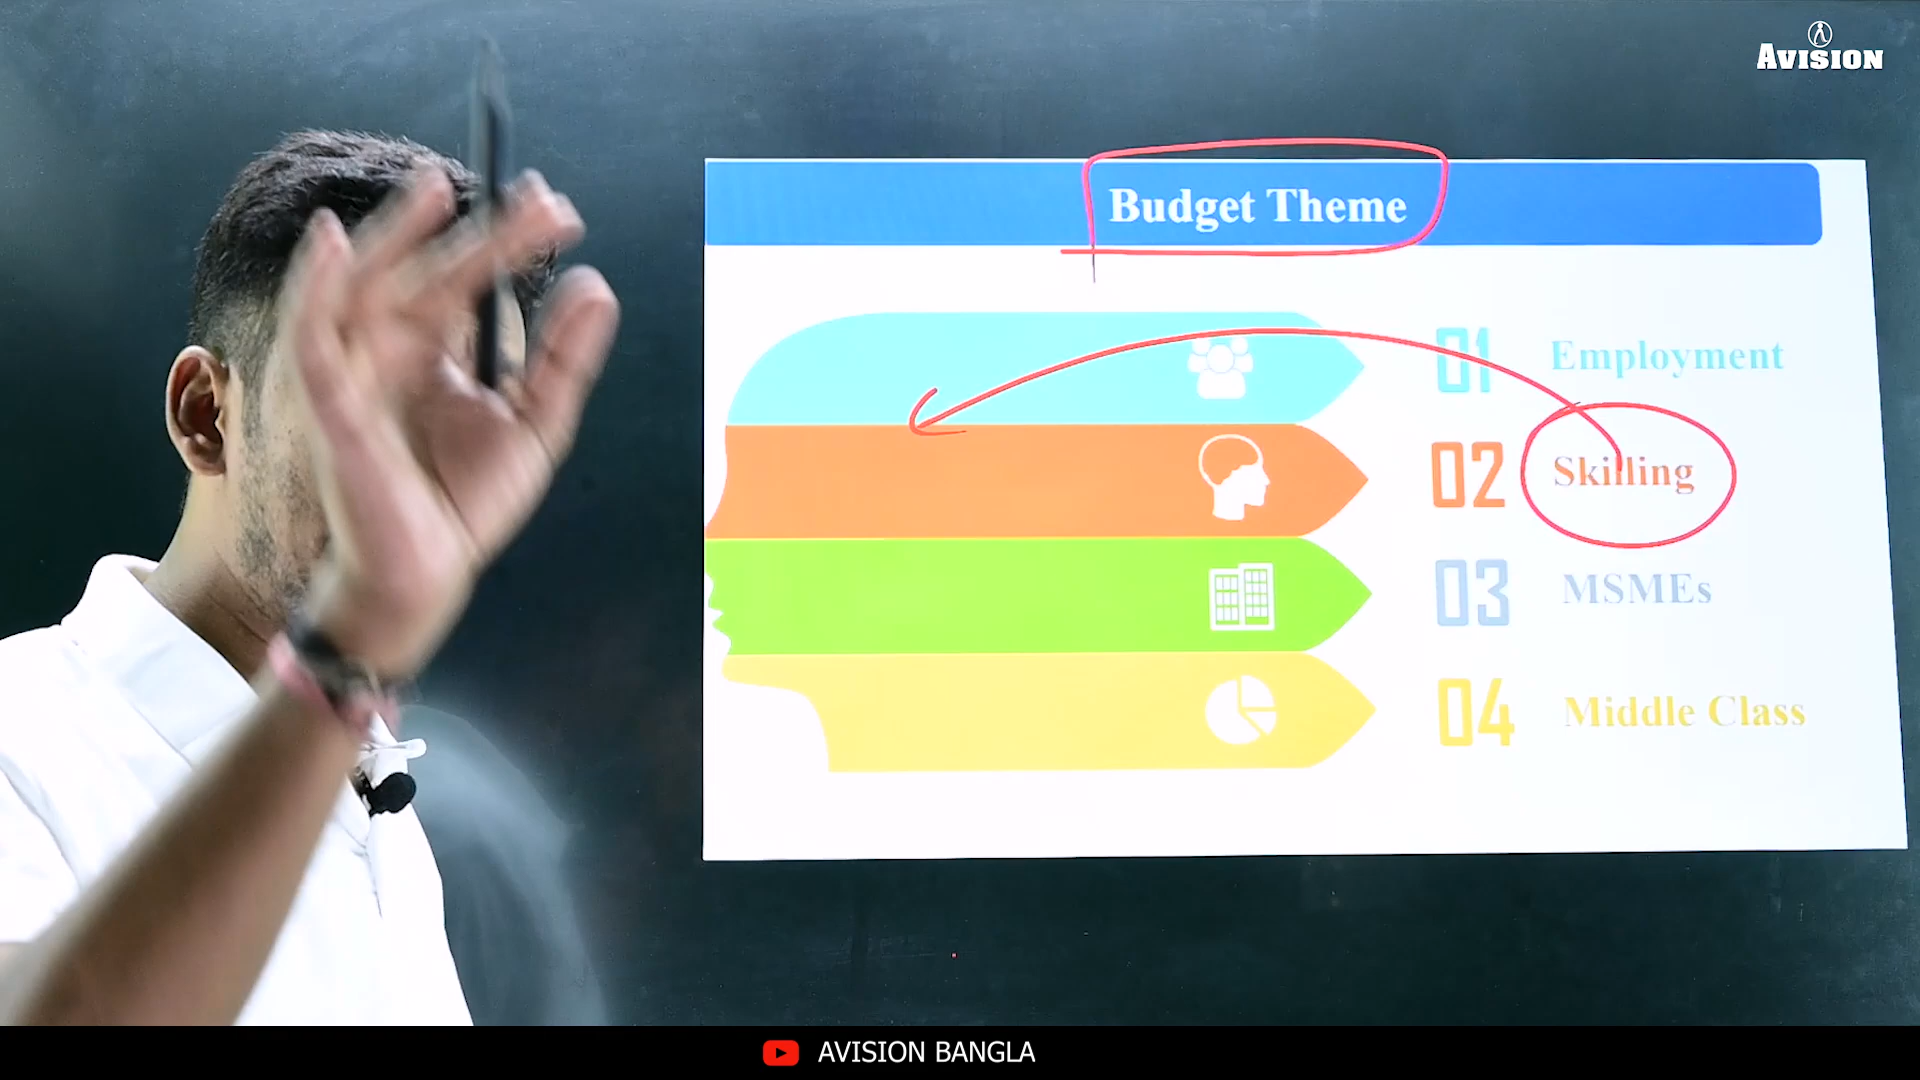 AVISION
Budget Theme
01 Employment
02 Skilling
03 MSMEs
04 Middle Class
AVISION BANGLA